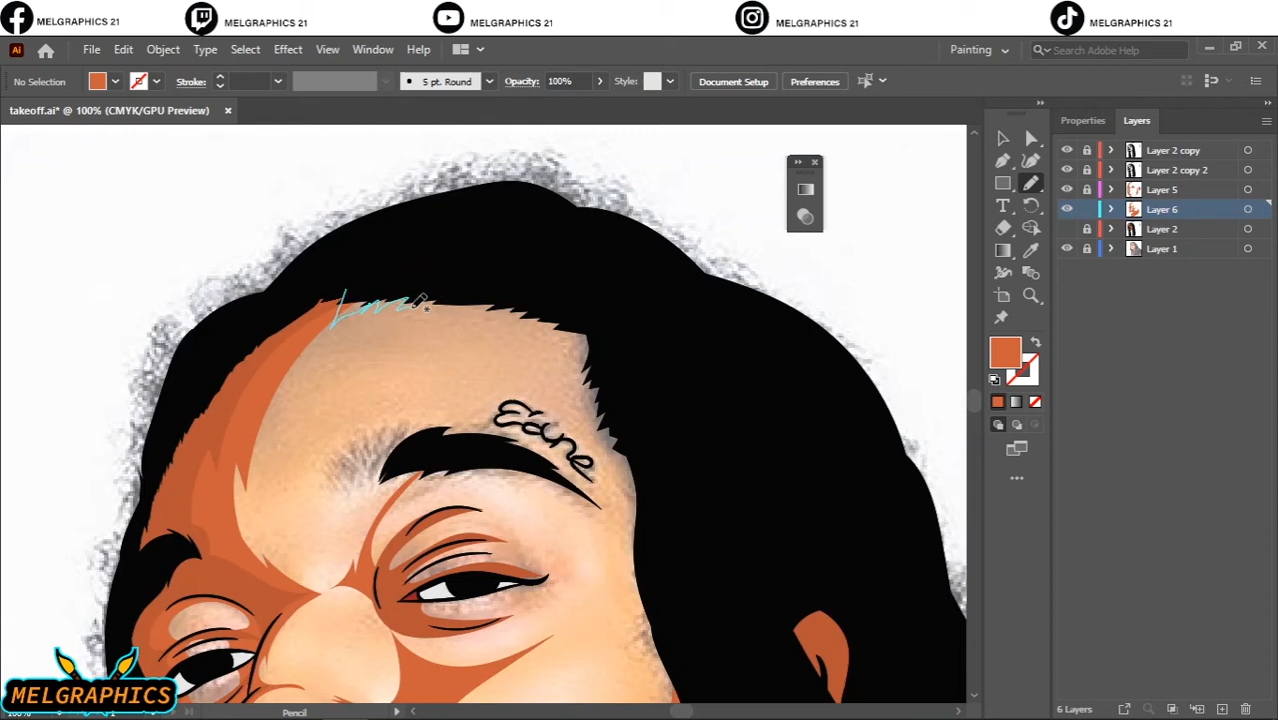 MELGRAPHICS 21 MELGRAPHICS 21 MELGRAPHICS 21 MELGRAPHICS 21 MELGRAPHICS 21
Ai File Edit Object Type Select Effect View Window Help Painting Search Adobe Help
No Selection Stroke: 5 pt. Round Opacity: 100% Style: Document Setup Preferences
takeoff.ai* @ 100% (CMYK/GPU Preview)
Properties Layers
Layer 2 copy
Layer 2 copy 2
Layer 5
Layer 6
Layer 2
Layer 1
MELGRAPHICS
Pencil
6 Layers